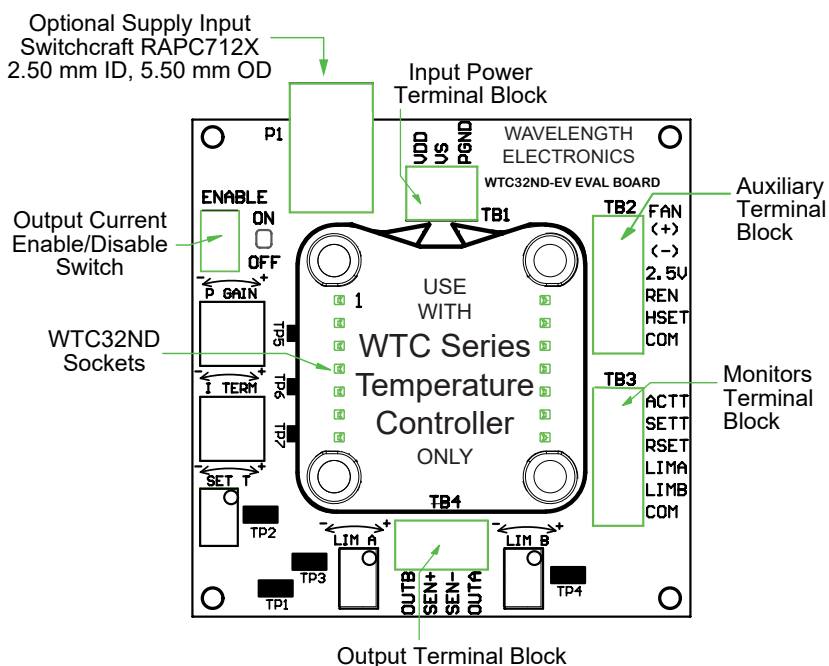 Optional Supply Input
Switchcraft RAPC712X
2.50 mm ID, 5.50 mm OD
Input Power
Terminal Block
P1
VDD
VS
PGND
WAVELENGTH
ELECTRONICS
WTC32ND-EV EVAL BOARD
TB1
ENABLE
ON
OFF
Output Current
Enable/Disable
Switch
TB2
FAN
(+)
(-)
2.5V
REN
HSET
COM
Auxiliary
Terminal
Block
- +
P GAIN
TP5
WTC32ND
Sockets
1
USE
WITH
WTC Series
Temperature
Controller
ONLY
- +
I TERM
TP6
TP7
TB3
ACTT
SETT
RSET
LIMA
LIMB
COM
Monitors
Terminal
Block
- +
SET T
TP2
TB4
- +
LIM A
- +
LIM B
TP3
TP1
TP4
OUTB
SEN+
SEN-
OUTA
Output Terminal Block